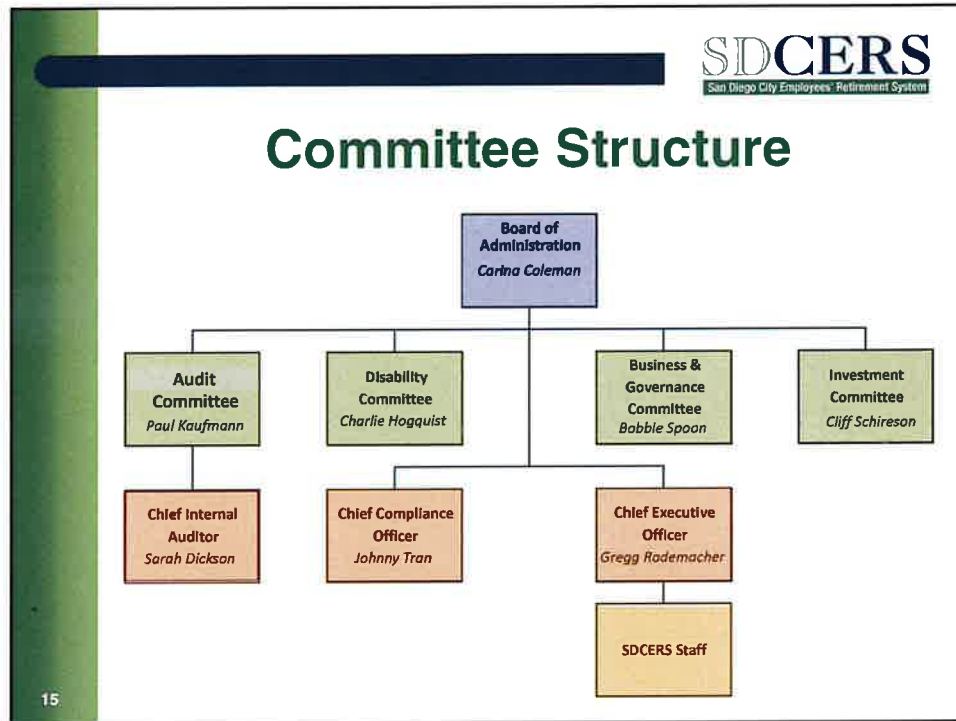 SDCERS
San Diego City Employees' Retirement System
Committee Structure
Board of
Administration
Carina Coleman
Audit
Committee
Paul Kaufmann
Disability
Committee
Charlie Hogquist
Business &
Governance
Committee
Bobbie Spoon
Investment
Committee
Cliff Schireson
Chief Internal
Auditor
Sarah Dickson
Chief Compliance
Officer
Johnny Tran
Chief Executive
Officer
Gregg Rademacher
SDCERS Staff
15